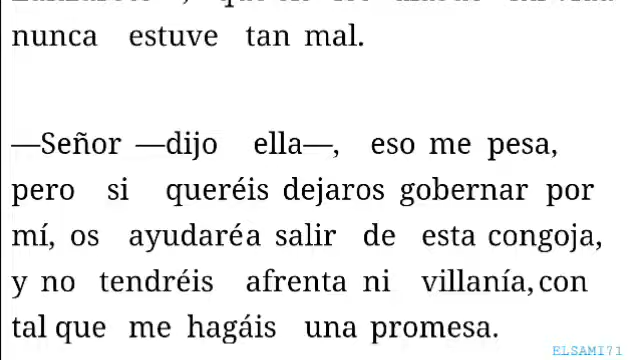 nunca estuve tan mal.
—Señor —dijo ella—, eso me pesa,
pero si queréis dejaros gobernar por
mí, os ayudaréa salir de esta congoja,
y no tendréis afrenta ni villanía, con
tal que me hagáis una promesa.
ELSAMI71